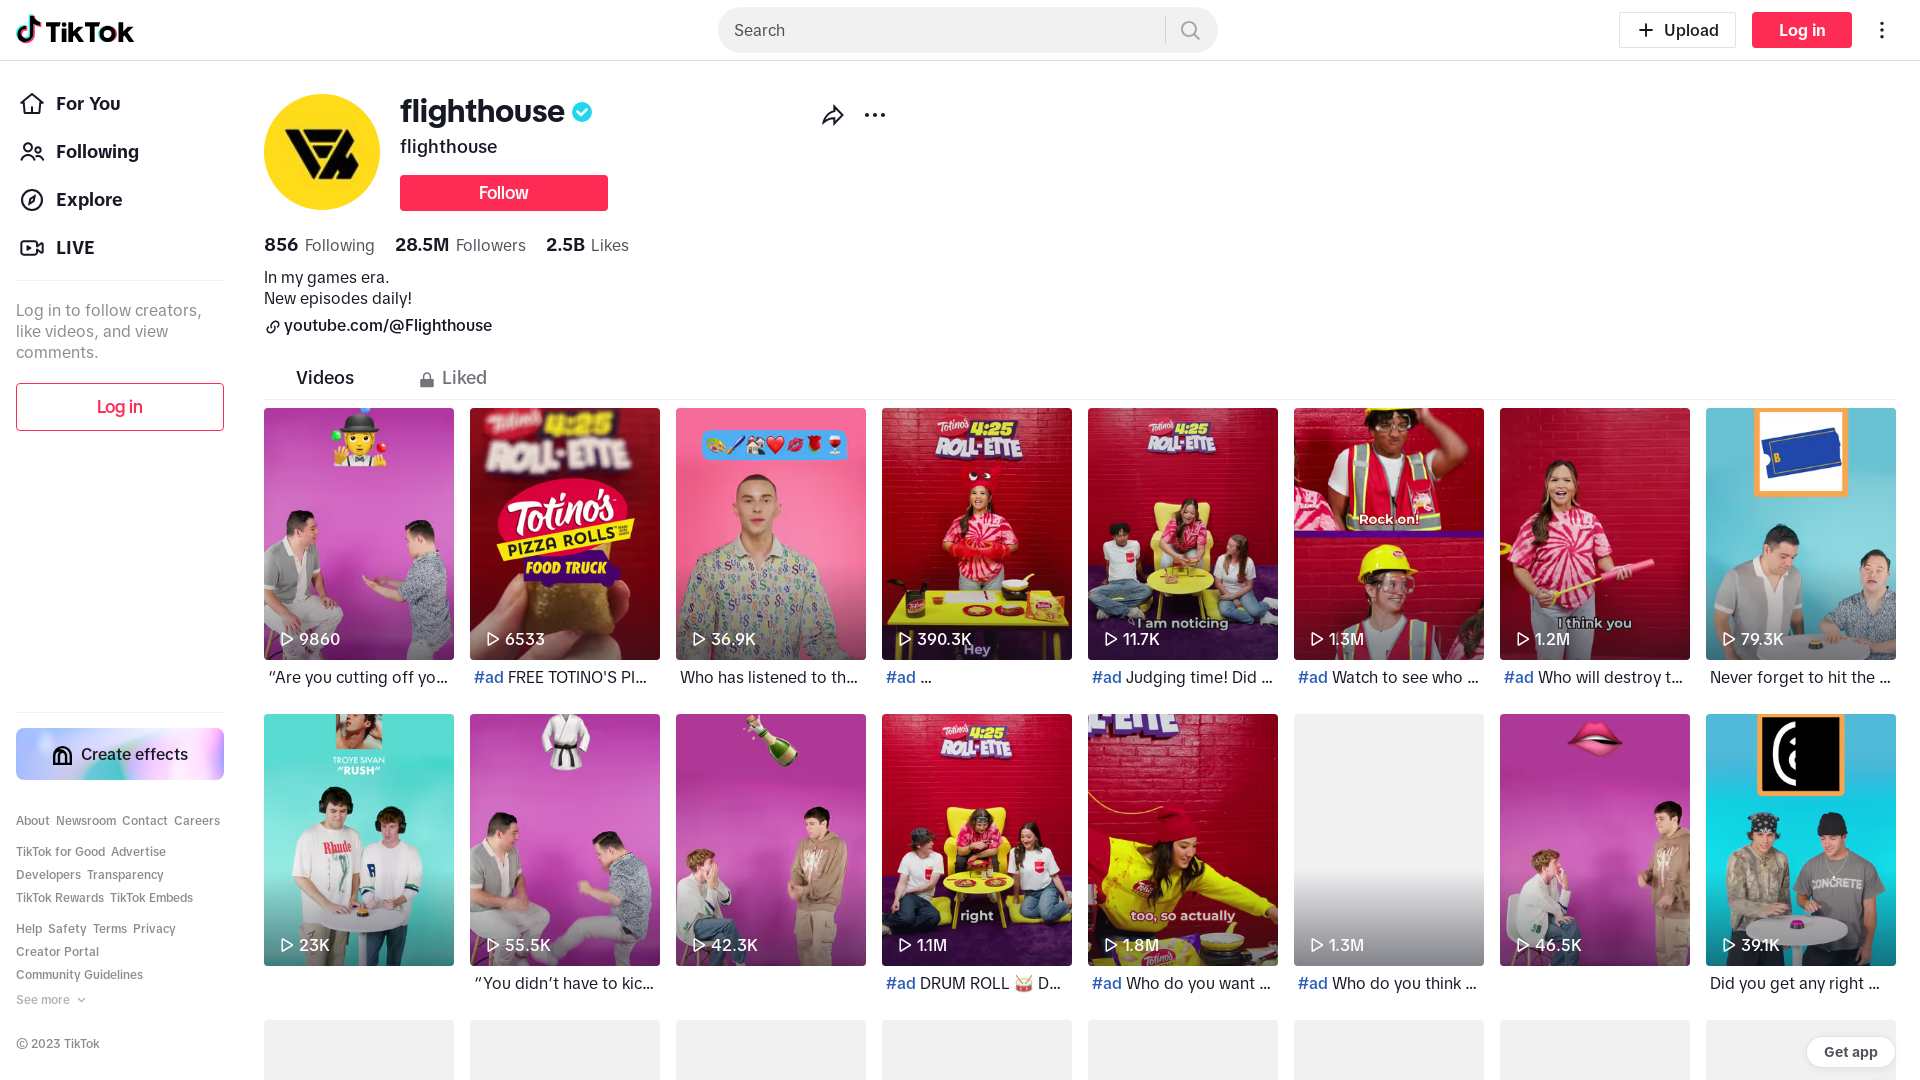 TikTok
Search
Upload
Log in
For You
Following
Explore
LIVE
Log in to follow creators,
like videos, and view
comments.
Log in
Create effects
About Newsroom Contact Careers
TikTok for Good Advertise
Developers Transparency
TikTok Rewards TikTok Embeds
Help Safety Terms Privacy
Creator Portal
Community Guidelines
See more
© 2023 TikTok
flighthouse
flighthouse
Follow
856 Following 28.5M Followers 2.5B Likes
In my games era.
New episodes daily!
youtube.com/@Flighthouse
Videos
Liked
9860
“Are you cutting off yo...
Totino's
4:25
ROLL-ETTE
Totino's
PIZZA ROLLS
FOOD TRUCK
6533
#ad FREE TOTINO'S PI...
36.9K
Who has listened to th...
Totino's
4:25
ROLL-ETTE
390.3K
Hey
#ad ...
Totino's
4:25
ROLL-ETTE
I am noticing
11.7K
#ad Judging time! Did ...
Rock on!
1.3M
#ad Watch to see who ...
I think you
1.2M
#ad Who will destroy t...
8
79.3K
Never forget to hit the ...
TROYE SIVAN
“RUSH”
Rhude
23K
55.5K
“You didn’t have to kic...
42.3K
Totino's
4:25
ROLL-ETTE
right
1.1M
#ad DRUM ROLL 🥁 D...
ROLL-ETTE
too, so actually
1.8M
#ad Who do you want ...
1.3M
#ad Who do you think ...
46.5K
CONCRETE
39.1K
Did you get any right ...
Get app